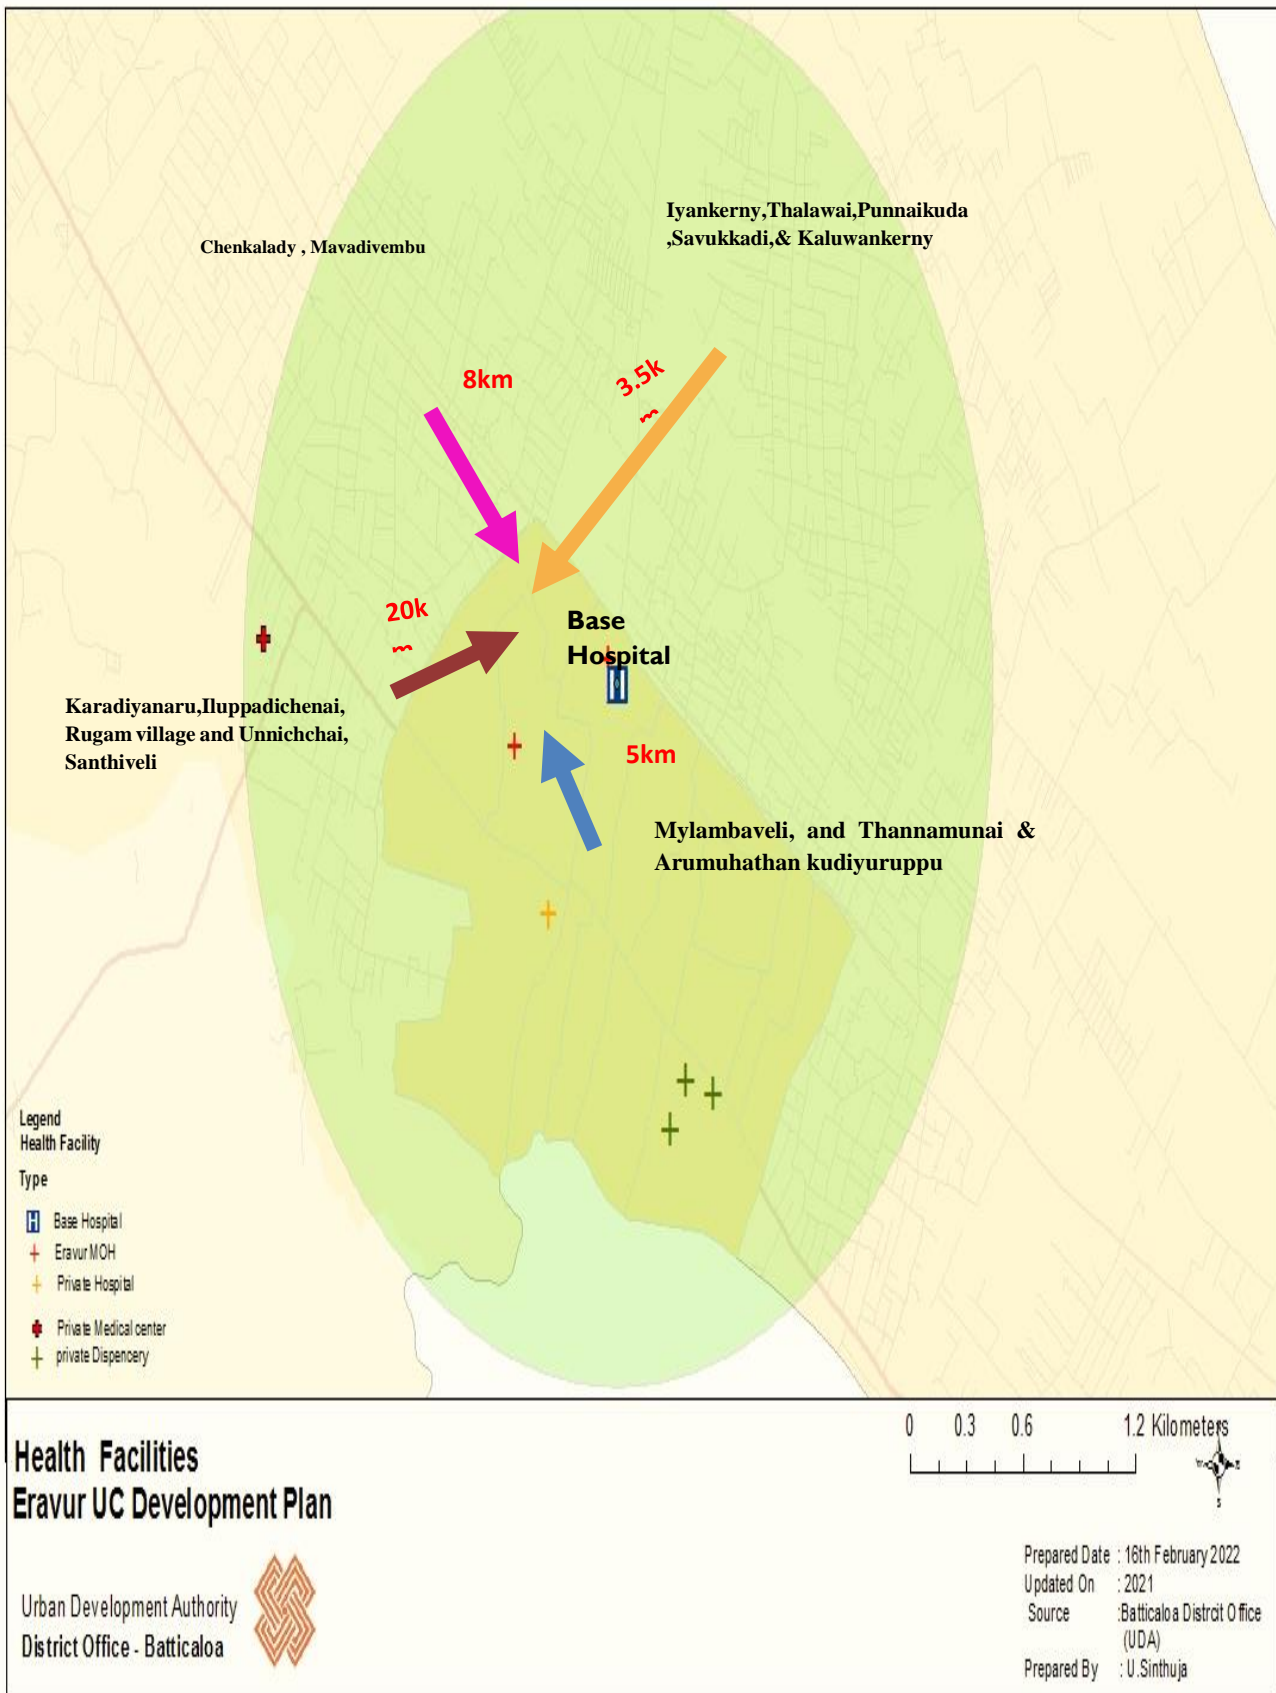 Iyankerny,Thalawai,Punnaikuda
,Savukkadi,& Kaluwankerny
Chenkalady , Mavadivembu
8km
3.5k
m
20k
m
Base
Hospital
H
Karadiyanaru,Iluppadichenai,
Rugam village and Unnichchai,
Santhiveli
5km
Mylambaveli, and Thannamunai &
Arumuhathan kudiyuruppu
Legend
Health Facility
Type
H Base Hospital
Eravur MOH
Private Hospital
Private Medical center
private Dispencery
0 0.3 0.6 1.2 Kilometers
Health Facilities
Eravur UC Development Plan
S
Urban Development Authority
District Office - Batticaloa
Prepared Date : 16th February 2022
Updated On : 2021
Source :Batticaloa Distrcit Office
(UDA)
Prepared By : U.Sinthuja